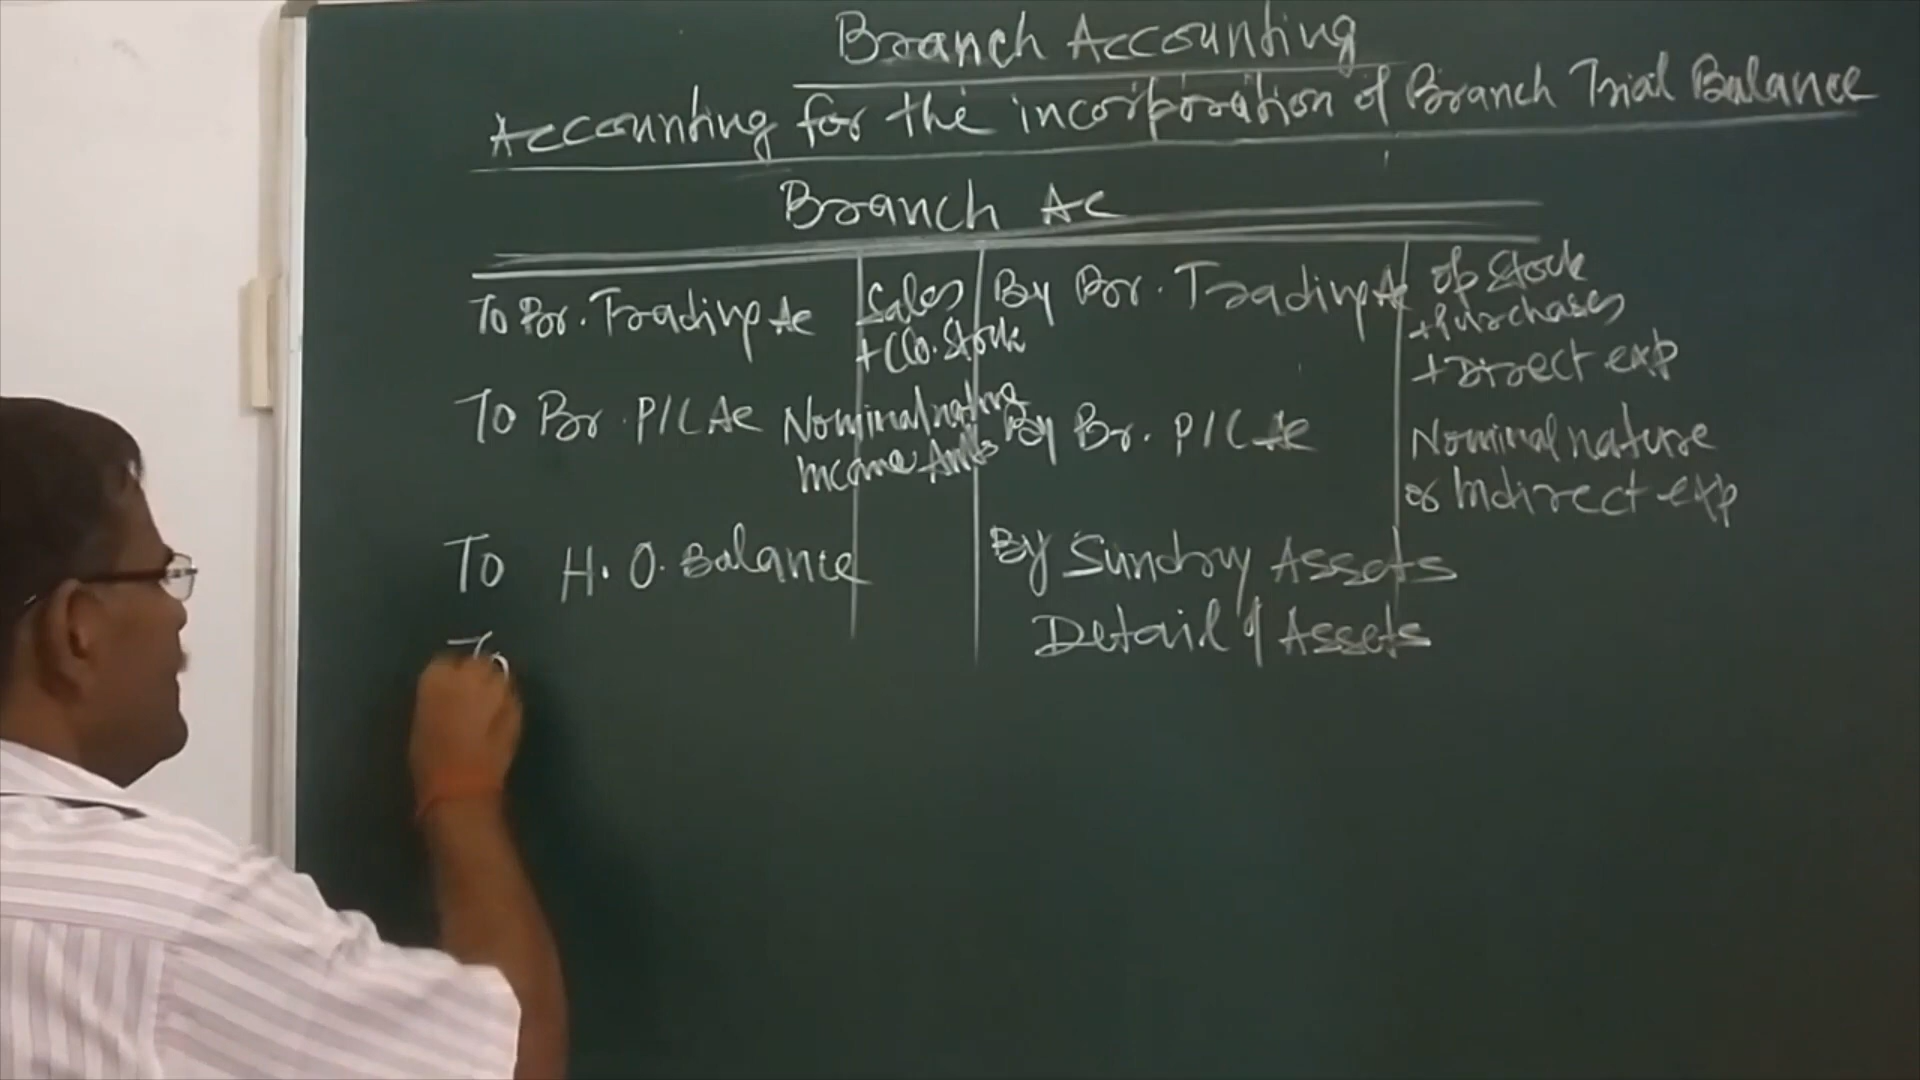 Branch Accounting
Accounting for the incorporation of Branch Trial Balance
Branch Ac
To Br. Trading Ac Sales By Br. Trading Ac Op Stock
+ Clo. Stock + Purchases
+ Direct exp
To Br. P/L Ac Nominal nature By Br. P/L Ac Nominal nature
Income Amts or Indirect exp
To H.O. Balance By Sundry Assets
Detail of Assets
To